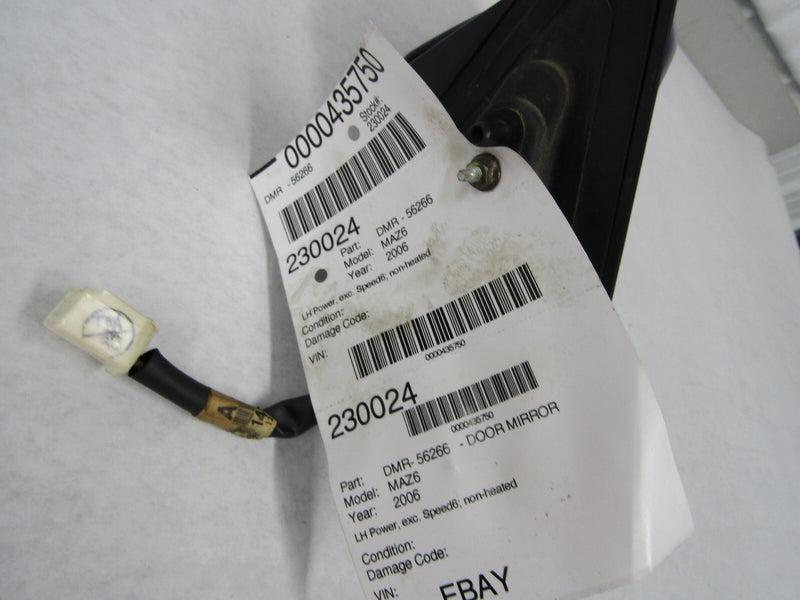 0000435750
Stock#:
230024
DMR - 56266
230024
Part: DMR - 56266
Model: MAZ6
Year: 2006
LH Power, exc. Speed6; non-heated
Condition:
Damage Code:
VIN:
0000435750
230024
0000435750
Part: DMR- 56266 - DOOR MIRROR
Model: MAZ6
Year: 2006
LH Power, exc. Speed6; non-heated
Condition:
Damage Code:
VIN:
EBAY
A